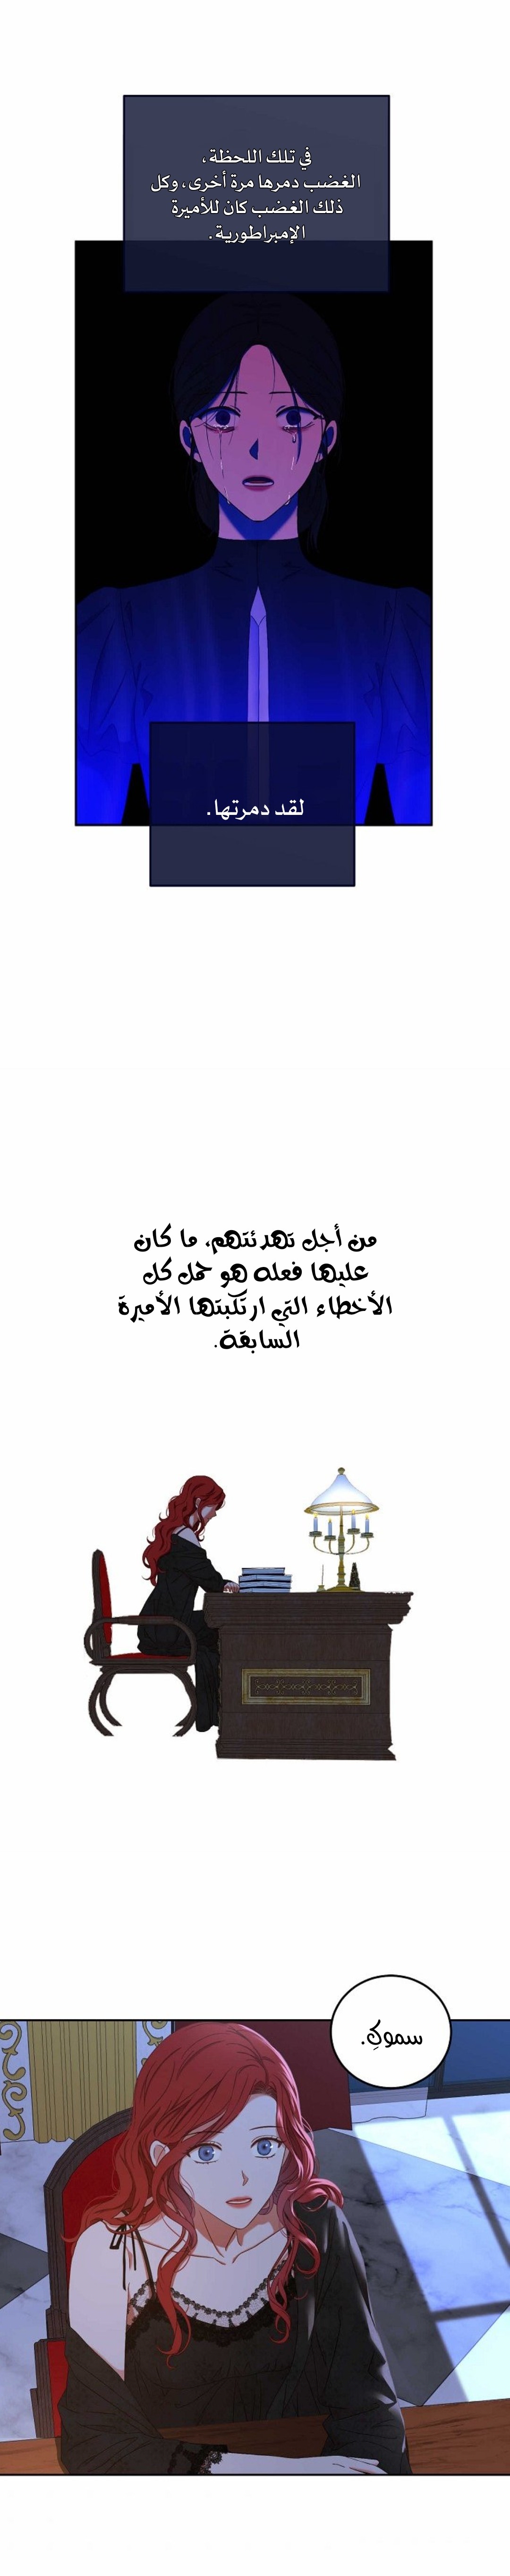 في تلك اللحظة،
الغضب دمرها مرة أخرى، وكل
ذلك الغضب كان للأميرة
الإمبراطورية.
لقد دمرتها.
من أجل تهدئتهم، ما كان
عليها فعله هو حمل كل
الأخطاء التي ارتكبتها الأميرة
السابقة.
سموكِ.